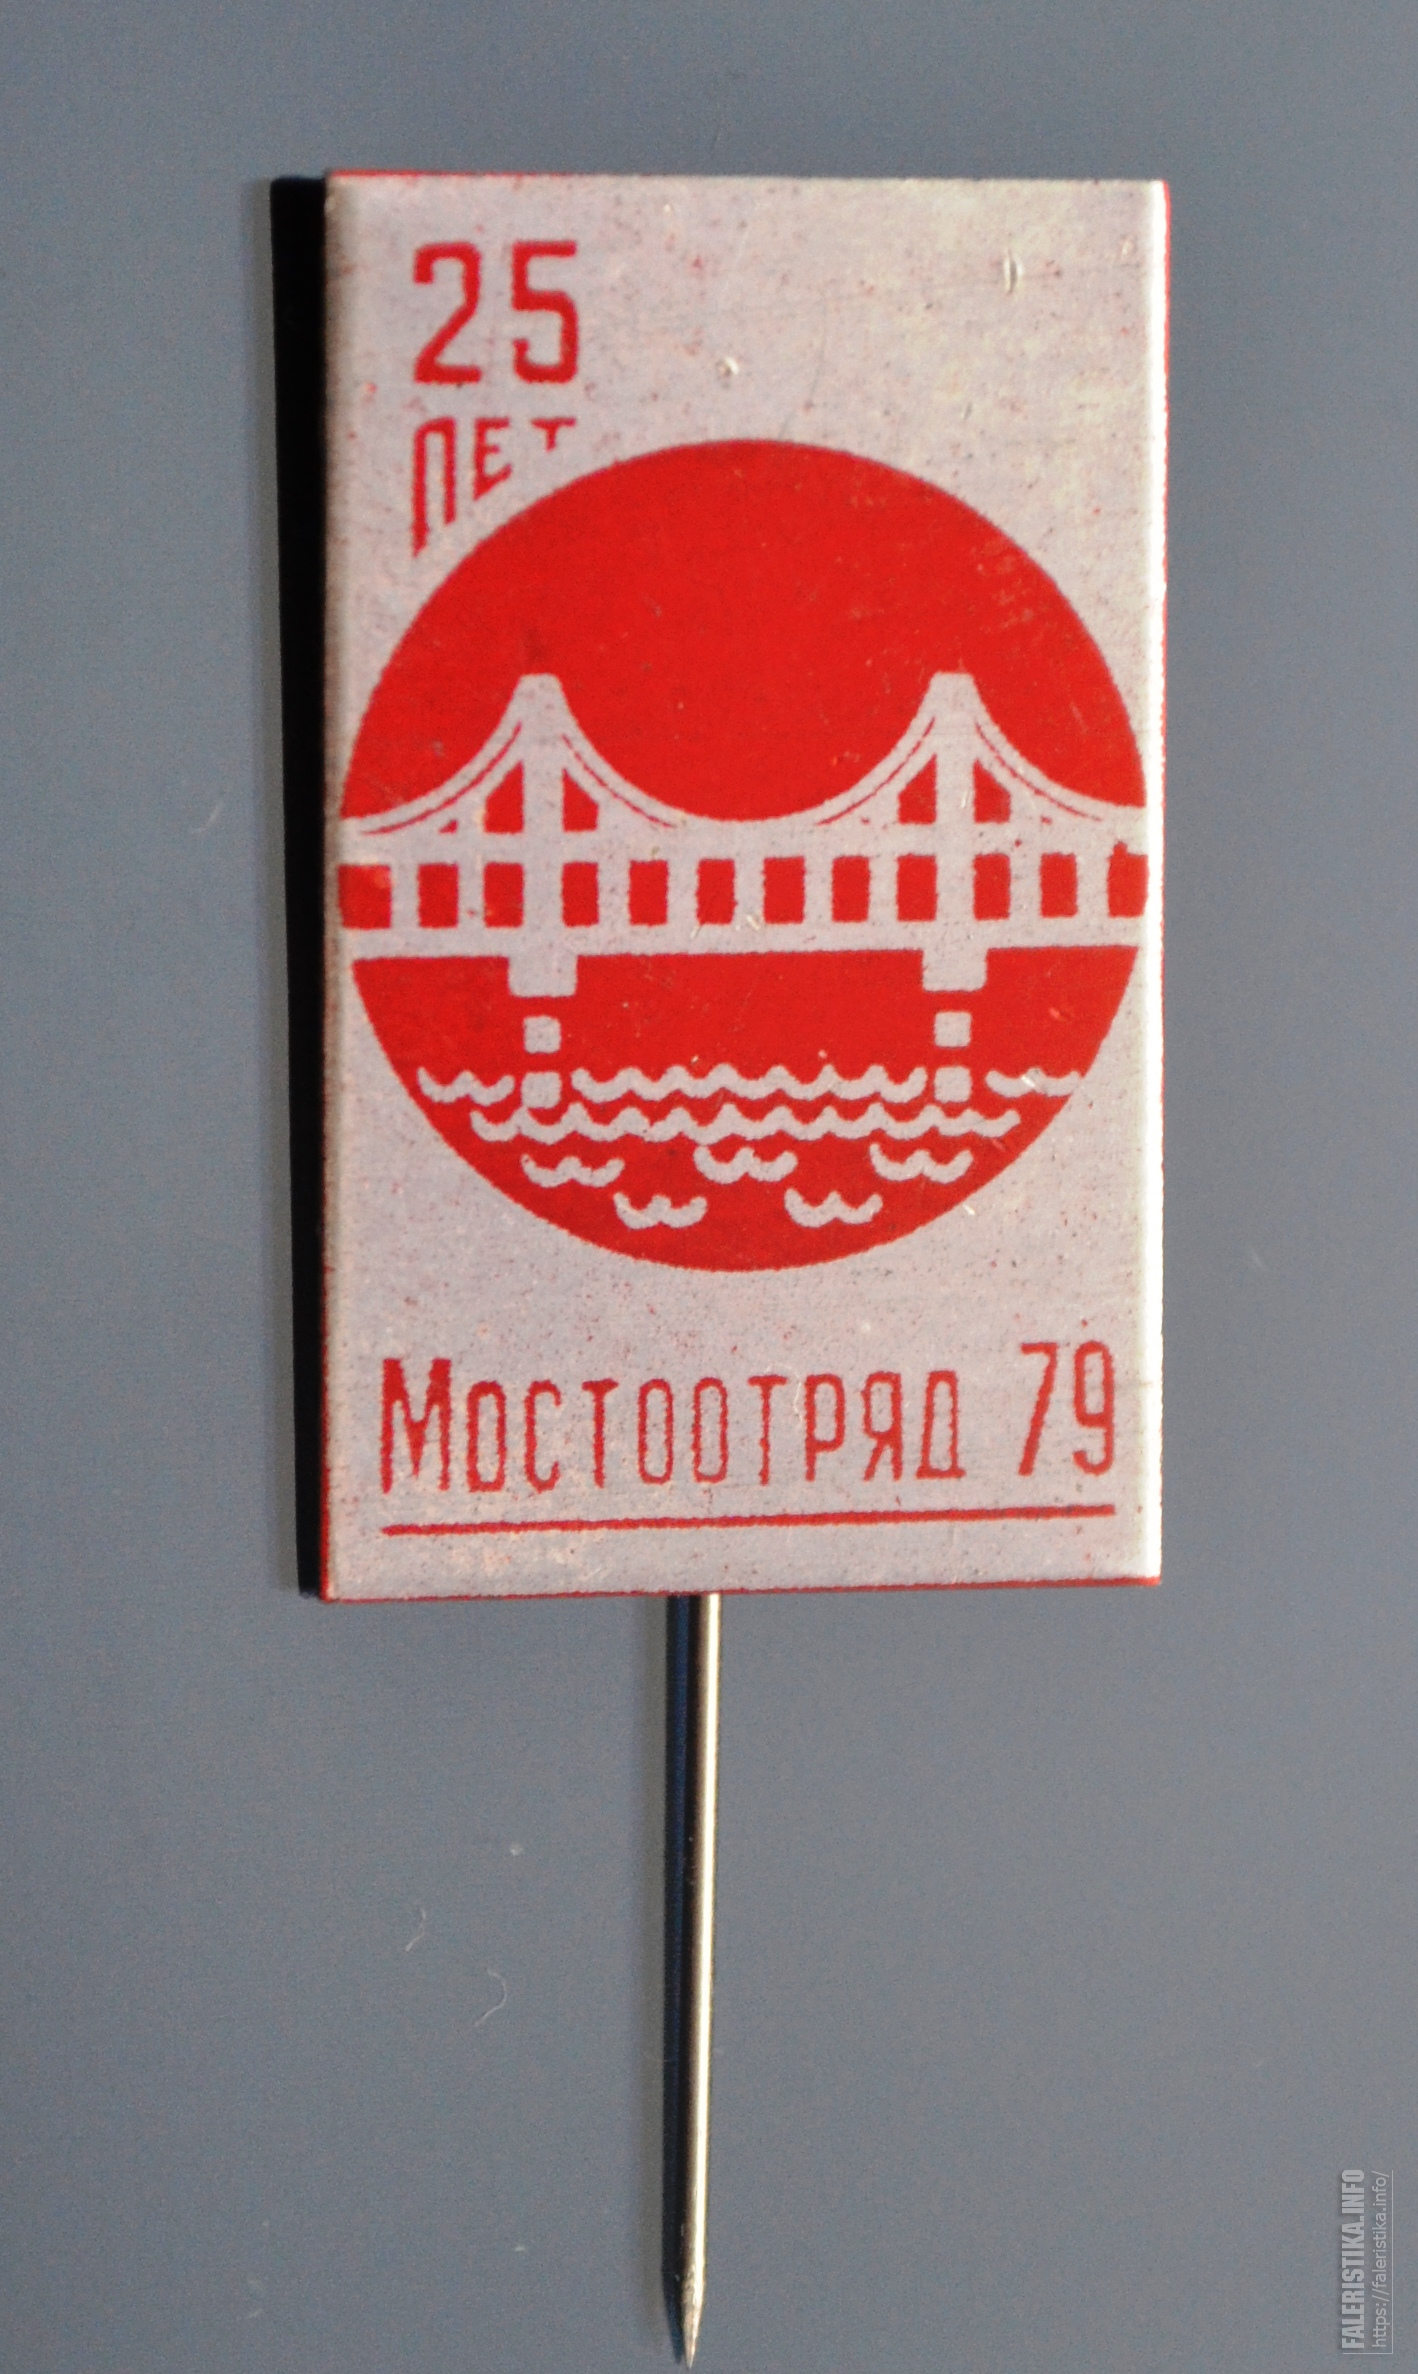 25
ЛЕТ
Мостоотряд 79
FALERISTIKA.INFO
https://faleristika.info/